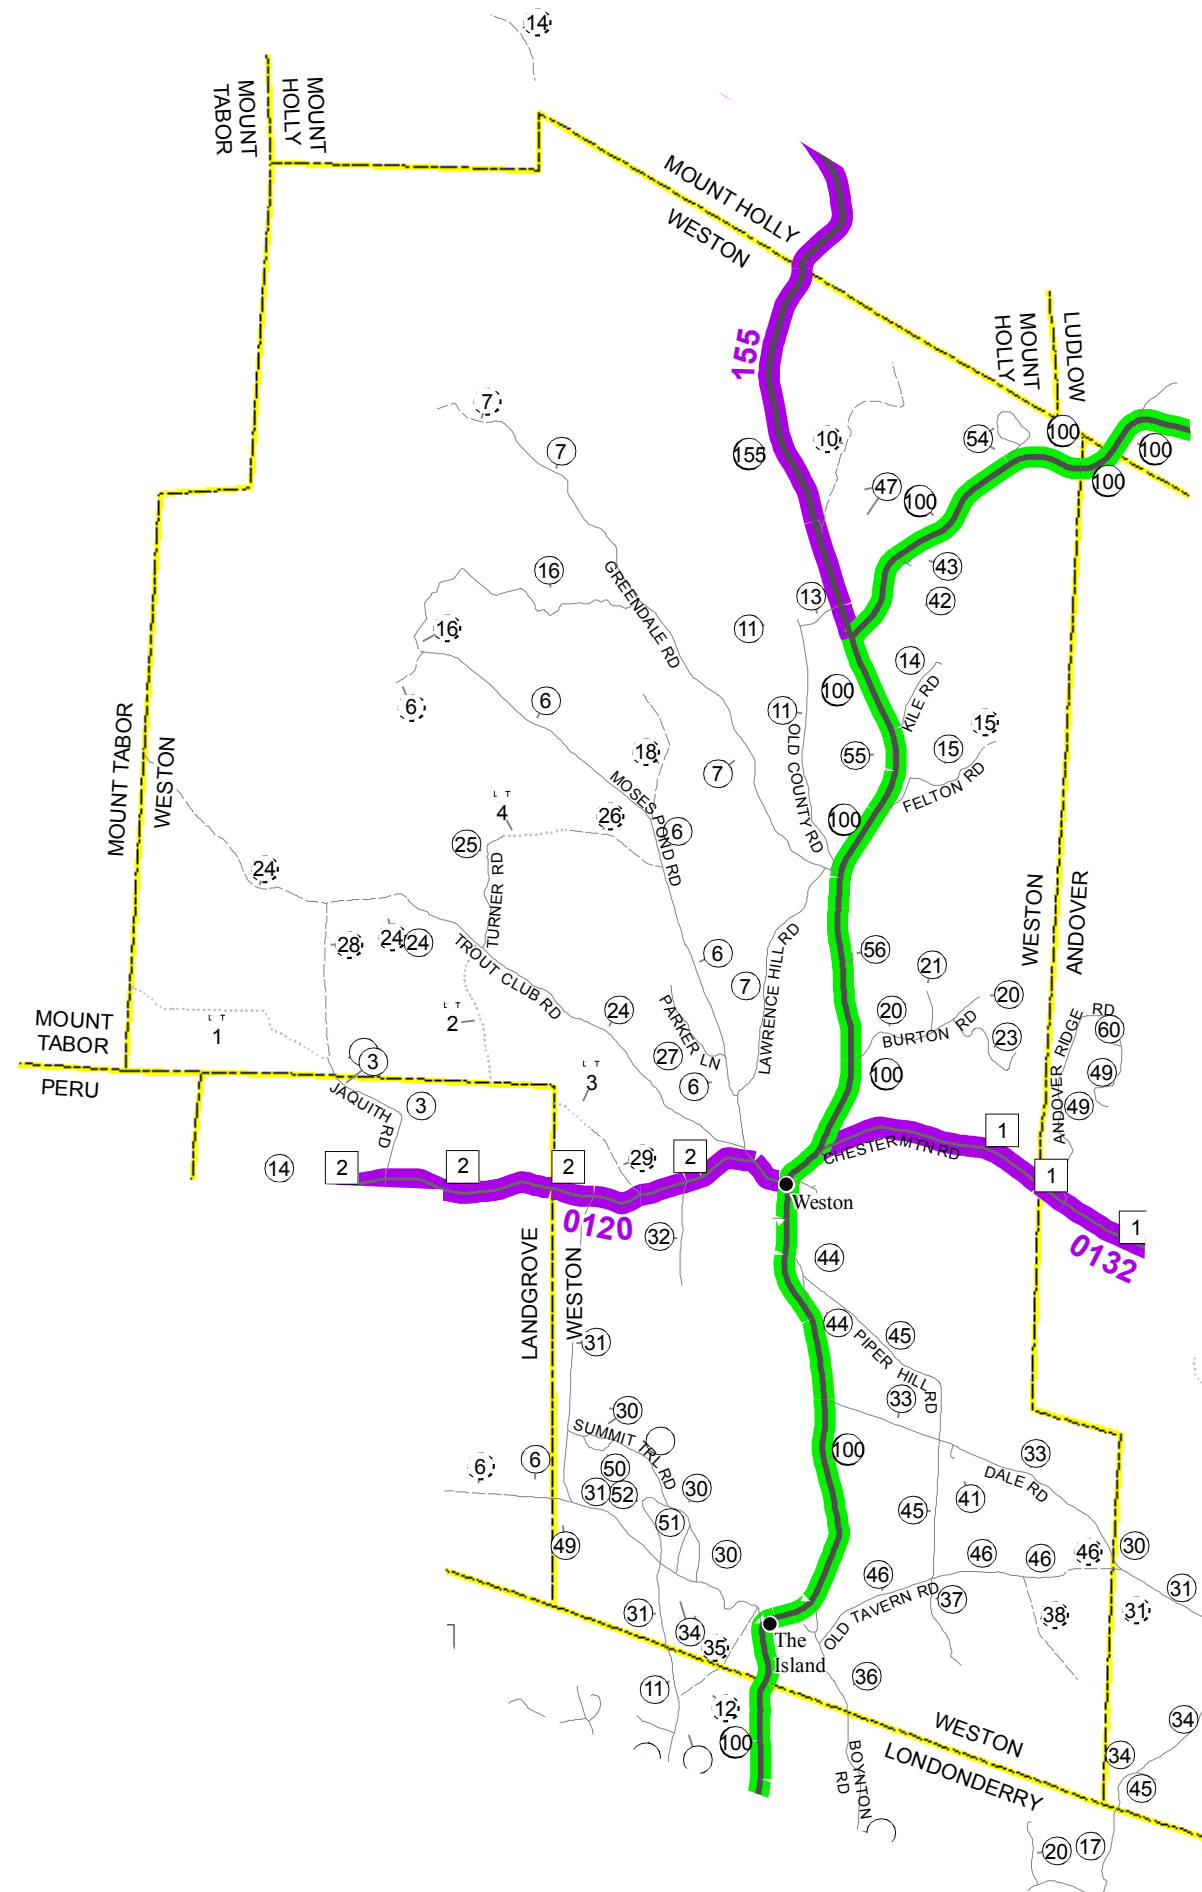 14
MOUNT
TABOR
MOUNT
HOLLY
MOUNT HOLLY
WESTON
155
LUDLOW
MOUNT
HOLLY
7
7
155
10
54
100
100
100
47
100
16
43
42
13
11
16
GREENDALE RD
14
100
6
6
11
KILE RD
15
15
18
55
7
OLD COUNTY RD
FELTON RD
MOUNT TABOR
WESTON
L T
4
MOSES POND RD
26
6
100
25
24
TURNER RD
WESTON
ANDOVER
28
24
24
TROUT CLUB RD
6
LAWRENCE HILL RD
56
21
7
20
20
L T
1
L T
2
24
PARKER LN
BURTON RD
23
ANDOVER RIDGE RD
60
MOUNT
TABOR
PERU
3
27
6
100
49
49
L T
3
JAQUITH RD
3
14
2
2
2
29
2
CHESTER MTN RD
1
1
1
Weston
0120
0132
32
LANDGROVE
WESTON
44
44
45
31
PIPER HILL RD
33
30
SUMMIT TRL RD
100
33
6
6
50
31
52
30
DALE RD
41
45
51
49
30
46
46
46
46
30
31
31
37
OLD TAVERN RD
38
31
34
35
The
Island
11
36
12
100
WESTON
LONDONDERRY
BOYNTON
RD
34
34
45
20
17